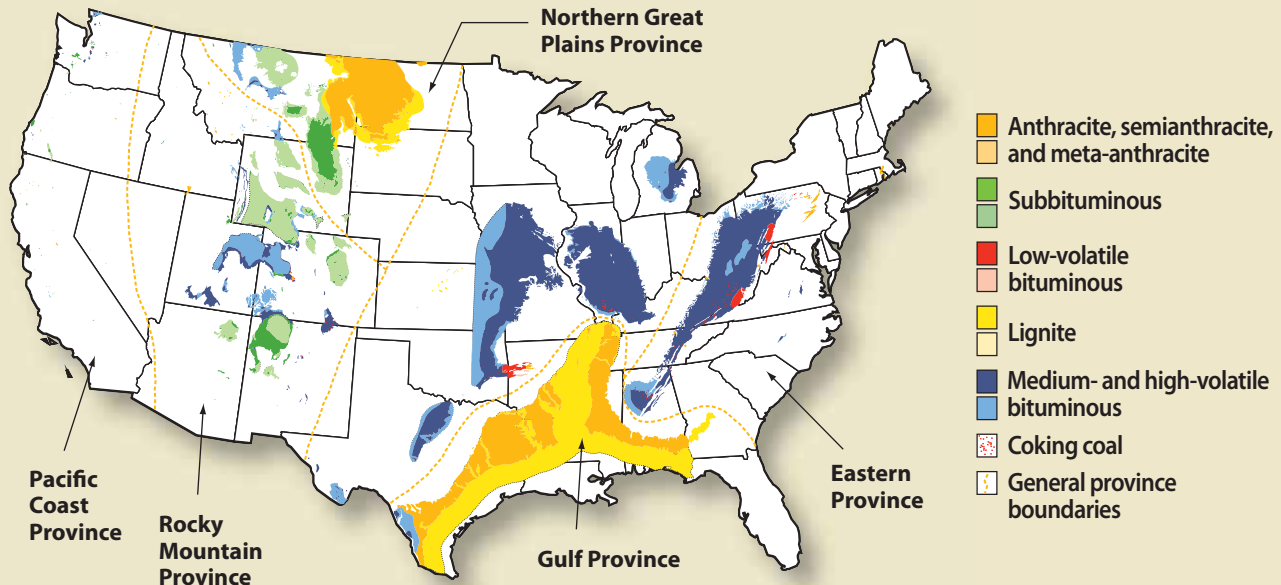 Northern Great
Plains Province
Anthracite, semianthracite,
and meta-anthracite
Subbituminous
Low-volatile
bituminous
Lignite
Medium- and high-volatile
bituminous
Coking coal
General province
boundaries
Pacific
Coast
Province
Rocky
Mountain
Province
Gulf Province
Eastern
Province